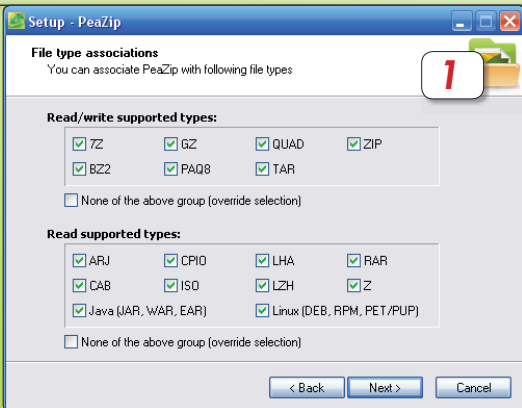 Setup - PeaZip
File type associations
You can associate PeaZip with following file types
1
Read/write supported types:
7Z GZ QUAD ZIP
BZ2 PAQ8 TAR
None of the above group (override selection)
Read supported types:
ARJ CPIO LHA RAR
CAB ISO LZH Z
Java (JAR, WAR, EAR) Linux (DEB, RPM, PET/PUP)
None of the above group (override selection)
< Back Next > Cancel